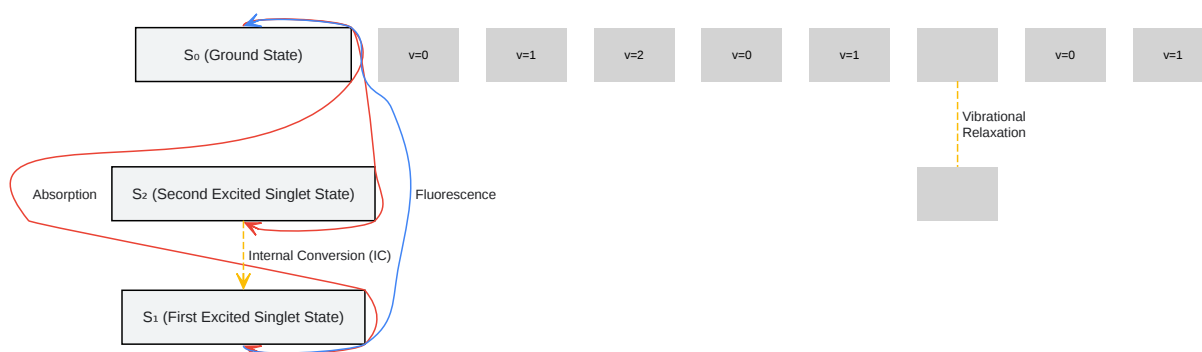 S₀ (Ground State)
v=0
v=1
v=2
v=0
v=1
v=0
v=1
Vibrational
Relaxation
Absorption
S₂ (Second Excited Singlet State)
Fluorescence
Internal Conversion (IC)
S₁ (First Excited Singlet State)